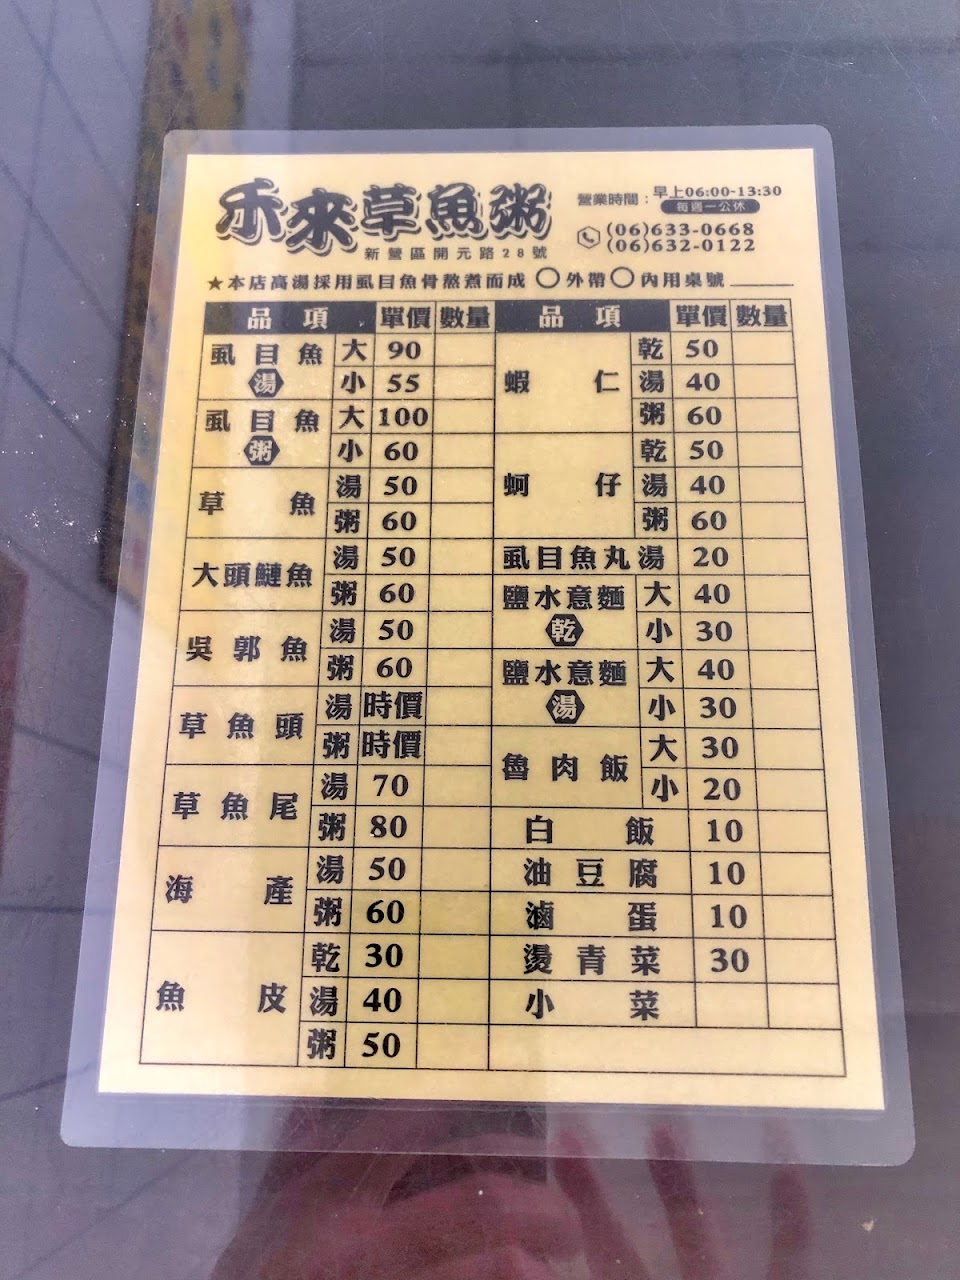 禾來草魚粥
新營區開元路28號
營業時間：早上06:00-13:30
每週一公休
(06)633-0668
(06)632-0122
★本店高湯採用虱目魚骨熬煮而成 ○外帶○內用桌號
品項 單價 數量
虱目魚 湯 大 90
小 55
虱目魚 粥 大 100
小 60
草魚 湯 50
粥 60
大頭鰱魚 湯 50
粥 60
吳郭魚 湯 50
粥 60
草魚頭 湯 時價
粥 時價
草魚尾 湯 70
粥 80
海產 湯 50
粥 60
魚皮 乾 30
湯 40
粥 50
品項 單價 數量
蝦仁 乾 50
湯 40
粥 60
蚵仔 乾 50
湯 40
粥 60
虱目魚丸湯 20
鹽水意麵 乾 大 40
小 30
鹽水意麵 湯 大 40
小 30
魯肉飯 大 30
小 20
白飯 10
油豆腐 10
滷蛋 10
燙青菜 30
小菜